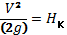 V²/(2g) = H_K